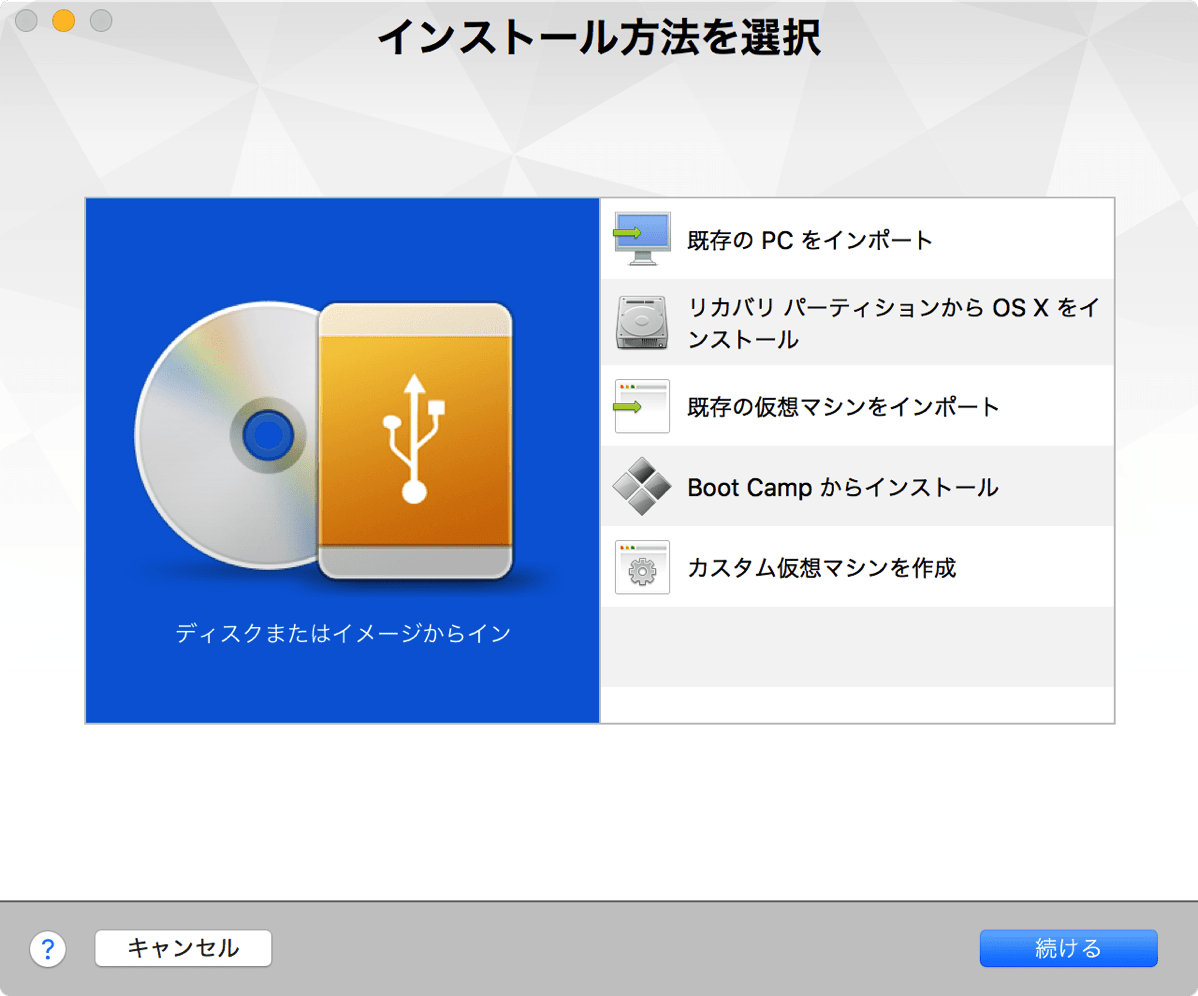 インストール方法を選択
ディスクまたはイメージからイン
既存の PC をインポート
リカバリ パーティションから OS X をイ
ンストール
既存の仮想マシンをインポート
Boot Camp からインストール
カスタム仮想マシンを作成
?
キャンセル
続ける